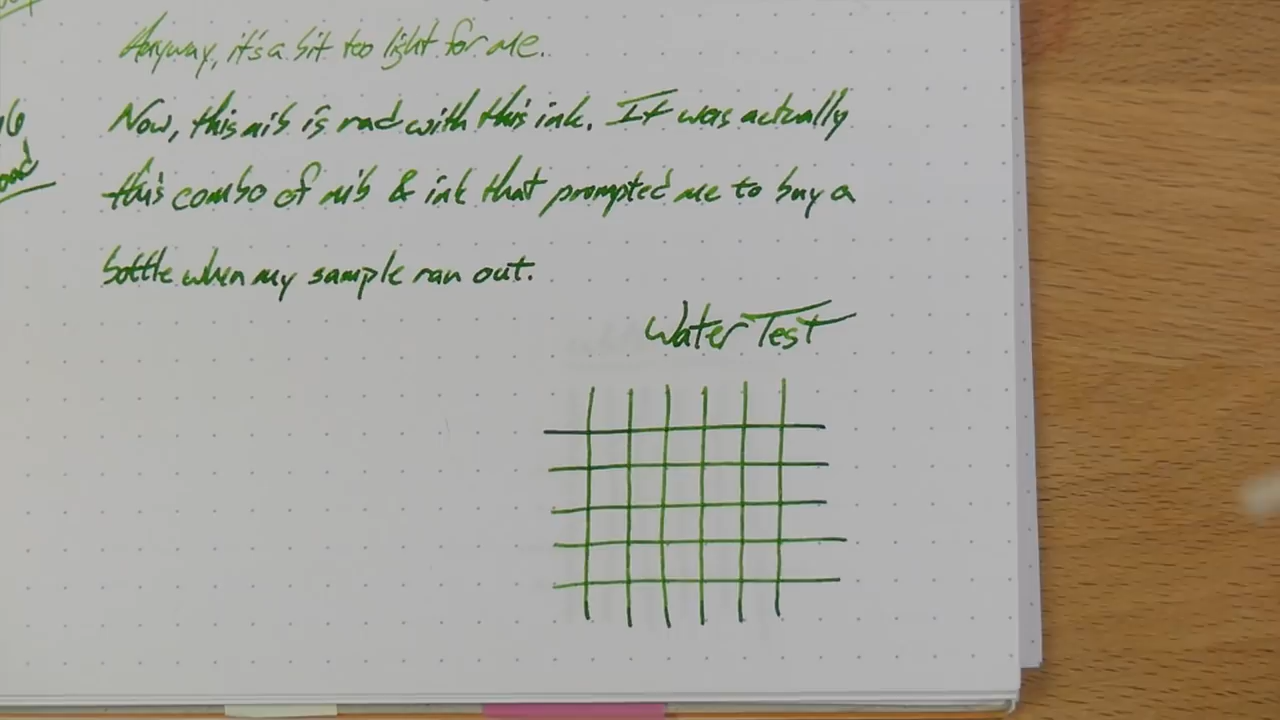 Anyway, it's a bit too light for me.
Now, this nib is rad with this ink. It was actually
this combo of nib & ink that prompted me to buy a
bottle when my sample ran out.
Water Test